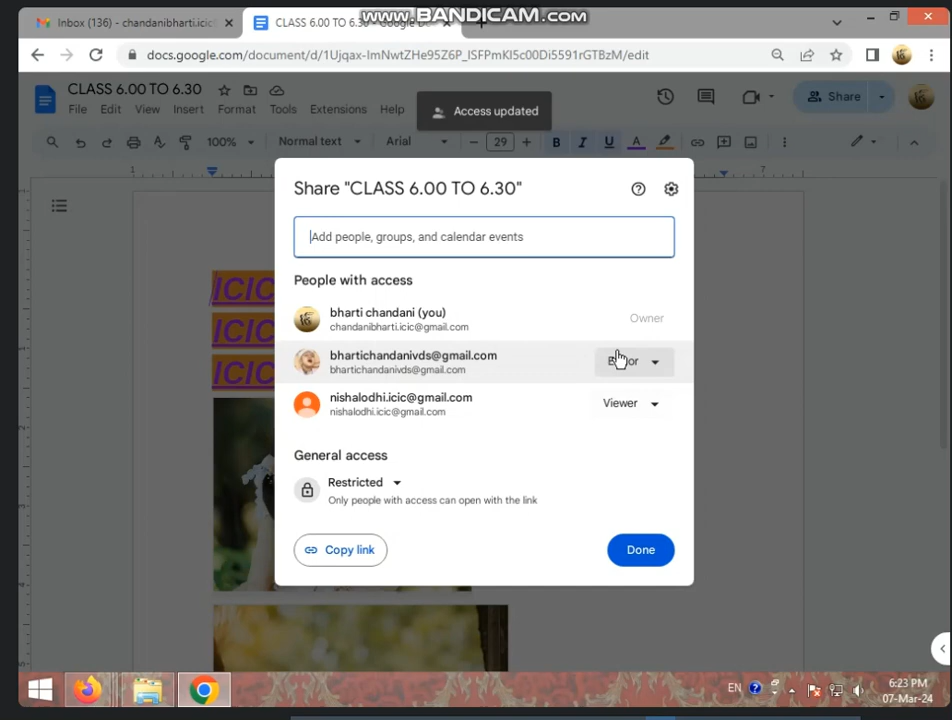 www.BANDICAM.com
Inbox (136) - chandanibharti.icic
CLASS 6.00 TO 6.30 - Google D
docs.google.com/document/d/1Ujqax-ImNwtZHe95Z6P_lSFPmKl5c00Di5591rGTBzM/edit
CLASS 6.00 TO 6.30
File Edit View Insert Format Tools Extensions Help
Access updated
Share
100% Normal text Arial 29 B I U A
1 7
Share "CLASS 6.00 TO 6.30"
Add people, groups, and calendar events
People with access
ICIC
ICIC
ICIC
bharti chandani (you)
chandanibharti.icic@gmail.com
Owner
bhartichandanivds@gmail.com
bhartichandanivds@gmail.com
nishalodhi.icic@gmail.com
nishalodhi.icic@gmail.com
Viewer
General access
Restricted
Only people with access can open with the link
Copy link
Done
EN
6:23 PM
07-Mar-24